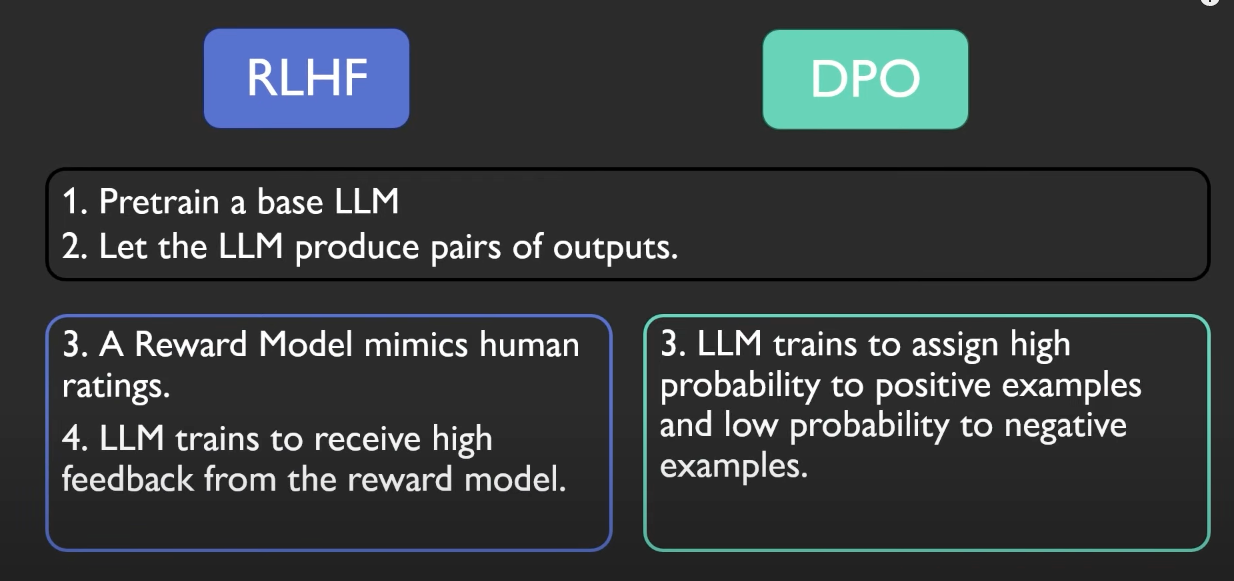 RLHF
DPO
1. Pretrain a base LLM
2. Let the LLM produce pairs of outputs.
3. A Reward Model mimics human
ratings.
4. LLM trains to receive high
feedback from the reward model.
3. LLM trains to assign high
probability to positive examples
and low probability to negative
examples.